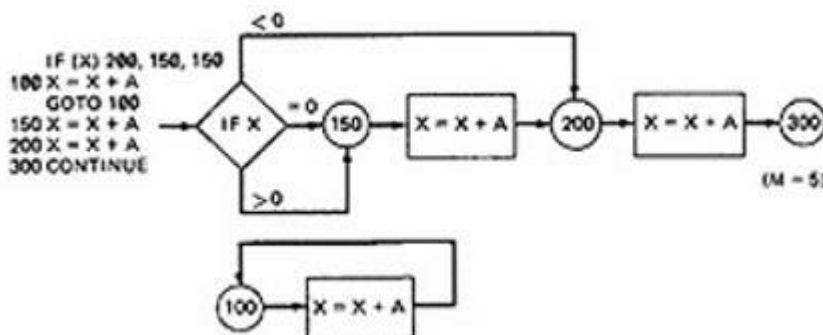 IF (X) 200, 150, 150
100 X = X + A
GOTO 100
150 X = X + A
200 X = X + A
300 CONTINUE
< 0
IF X
= 0
150
X = X + A
200
X = X + A
300
> 0
(M = 5)
100
X = X + A